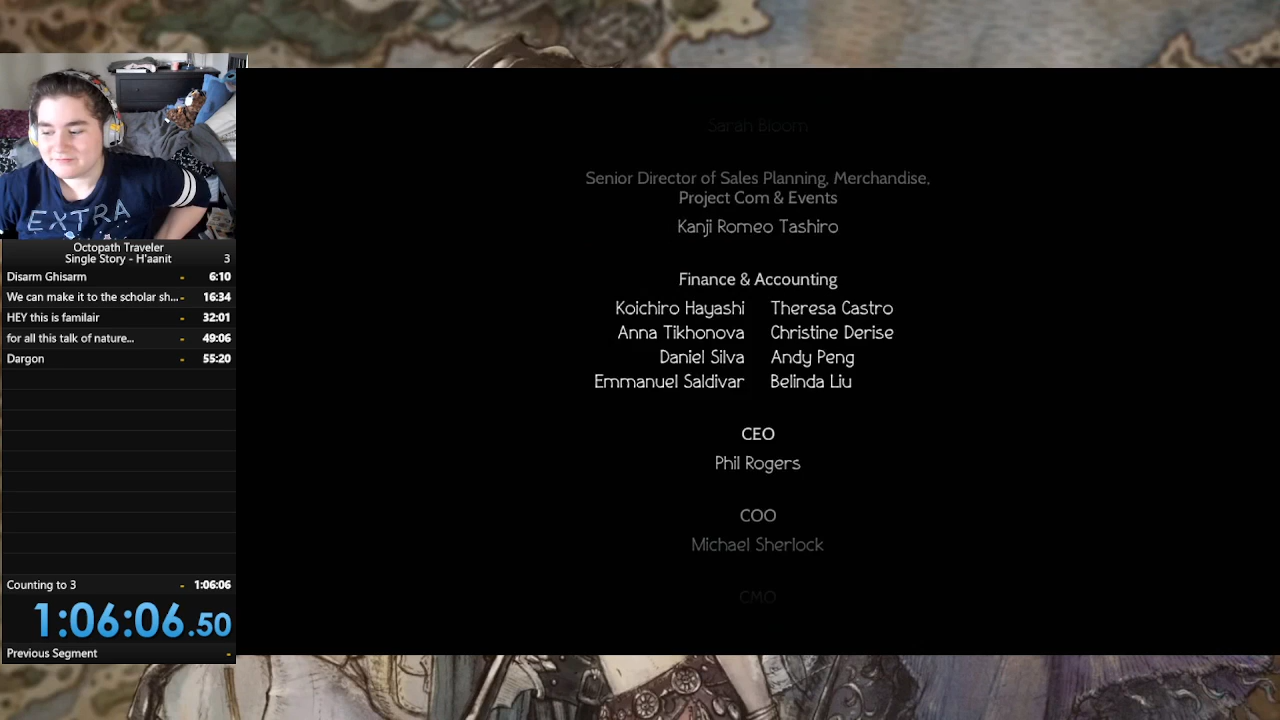 EXTRA
Octopath Traveler
Single Story - H'aanit 3
Disarm Ghisarm - 6:10
We can make it to the scholar sh... - 16:34
HEY this is familair - 32:01
for all this talk of nature... - 49:06
Dargon - 55:20
Counting to 3 - 1:06:06
1:06:06.50
Previous Segment -
Sarah Bloom
Senior Director of Sales Planning, Merchandise,
Project Com & Events
Kanji Romeo Tashiro
Finance & Accounting
Koichiro Hayashi Theresa Castro
Anna Tikhonova Christine Derise
Daniel Silva Andy Peng
Emmanuel Saldivar Belinda Liu
CEO
Phil Rogers
COO
Michael Sherlock
CMO